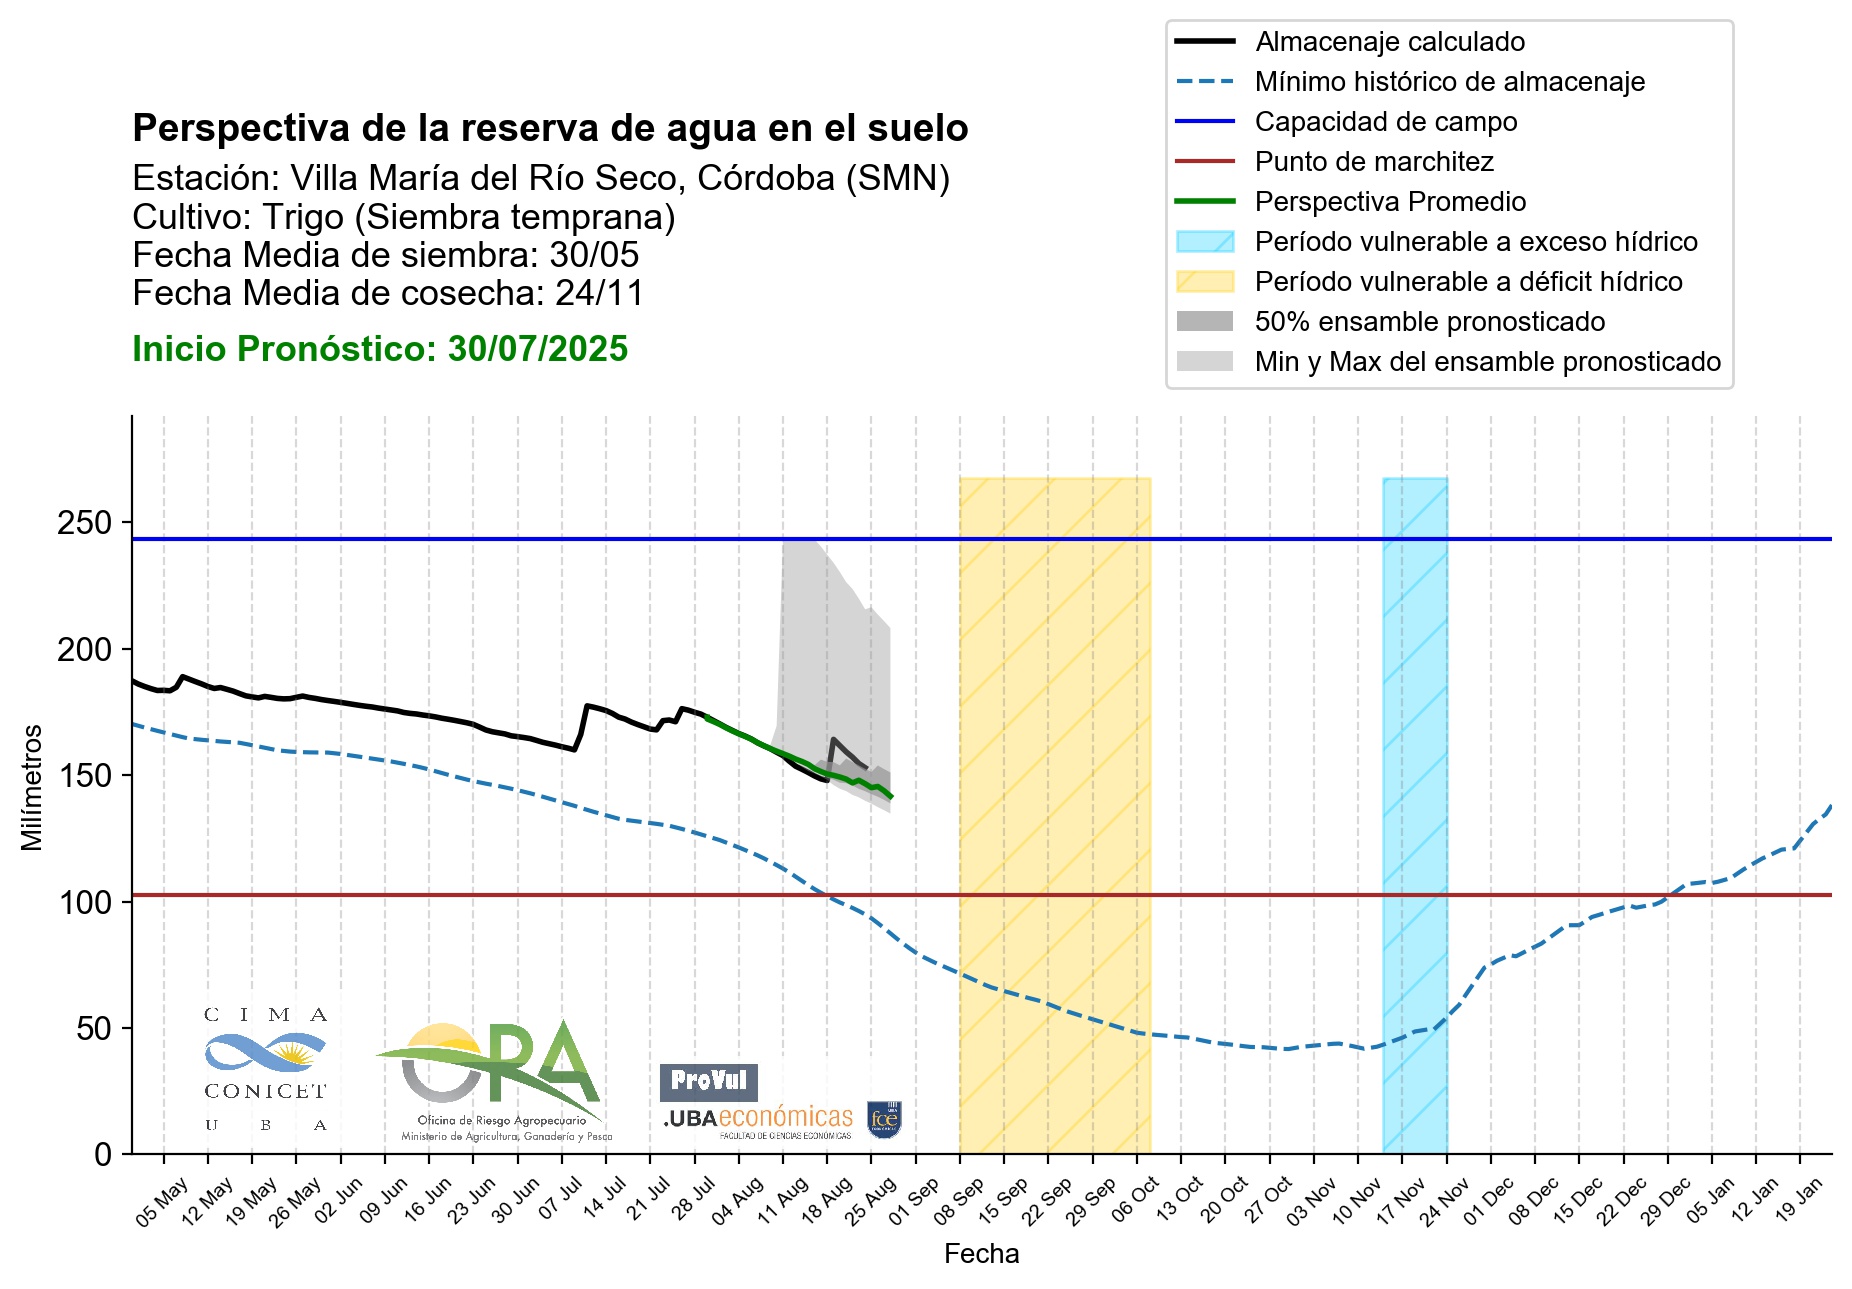 Almacenaje calculado
Mínimo histórico de almacenaje
Capacidad de campo
Punto de marchitez
Perspectiva Promedio
Período vulnerable a exceso hídrico
Período vulnerable a déficit hídrico
50% ensamble pronosticado
Min y Max del ensamble pronosticado
Perspectiva de la reserva de agua en el suelo
Estación: Villa María del Río Seco, Córdoba (SMN)
Cultivo: Trigo (Siembra temprana)
Fecha Media de siembra: 30/05
Fecha Media de cosecha: 24/11
Inicio Pronóstico: 30/07/2025
Milímetros
250
200
150
100
50
0
CIMA
CONICET
UBA
ORA
Oficina de Riesgo Agropecuario
Ministerio de Agricultura, Ganadería y Pesca
ProVul
.UBAeconómicas
FACULTAD DE CIENCIAS ECONÓMICAS
fce
05 May 12 May 19 May 26 May 02 Jun 09 Jun 16 Jun 23 Jun 30 Jun 07 Jul 14 Jul 21 Jul 28 Jul 04 Aug 11 Aug 18 Aug 25 Aug 01 Sep 08 Sep 15 Sep 22 Sep 29 Sep 06 Oct 13 Oct 20 Oct 27 Oct 03 Nov 10 Nov 17 Nov 24 Nov 01 Dec 08 Dec 15 Dec 22 Dec 29 Dec 05 Jan 12 Jan 19 Jan
Fecha